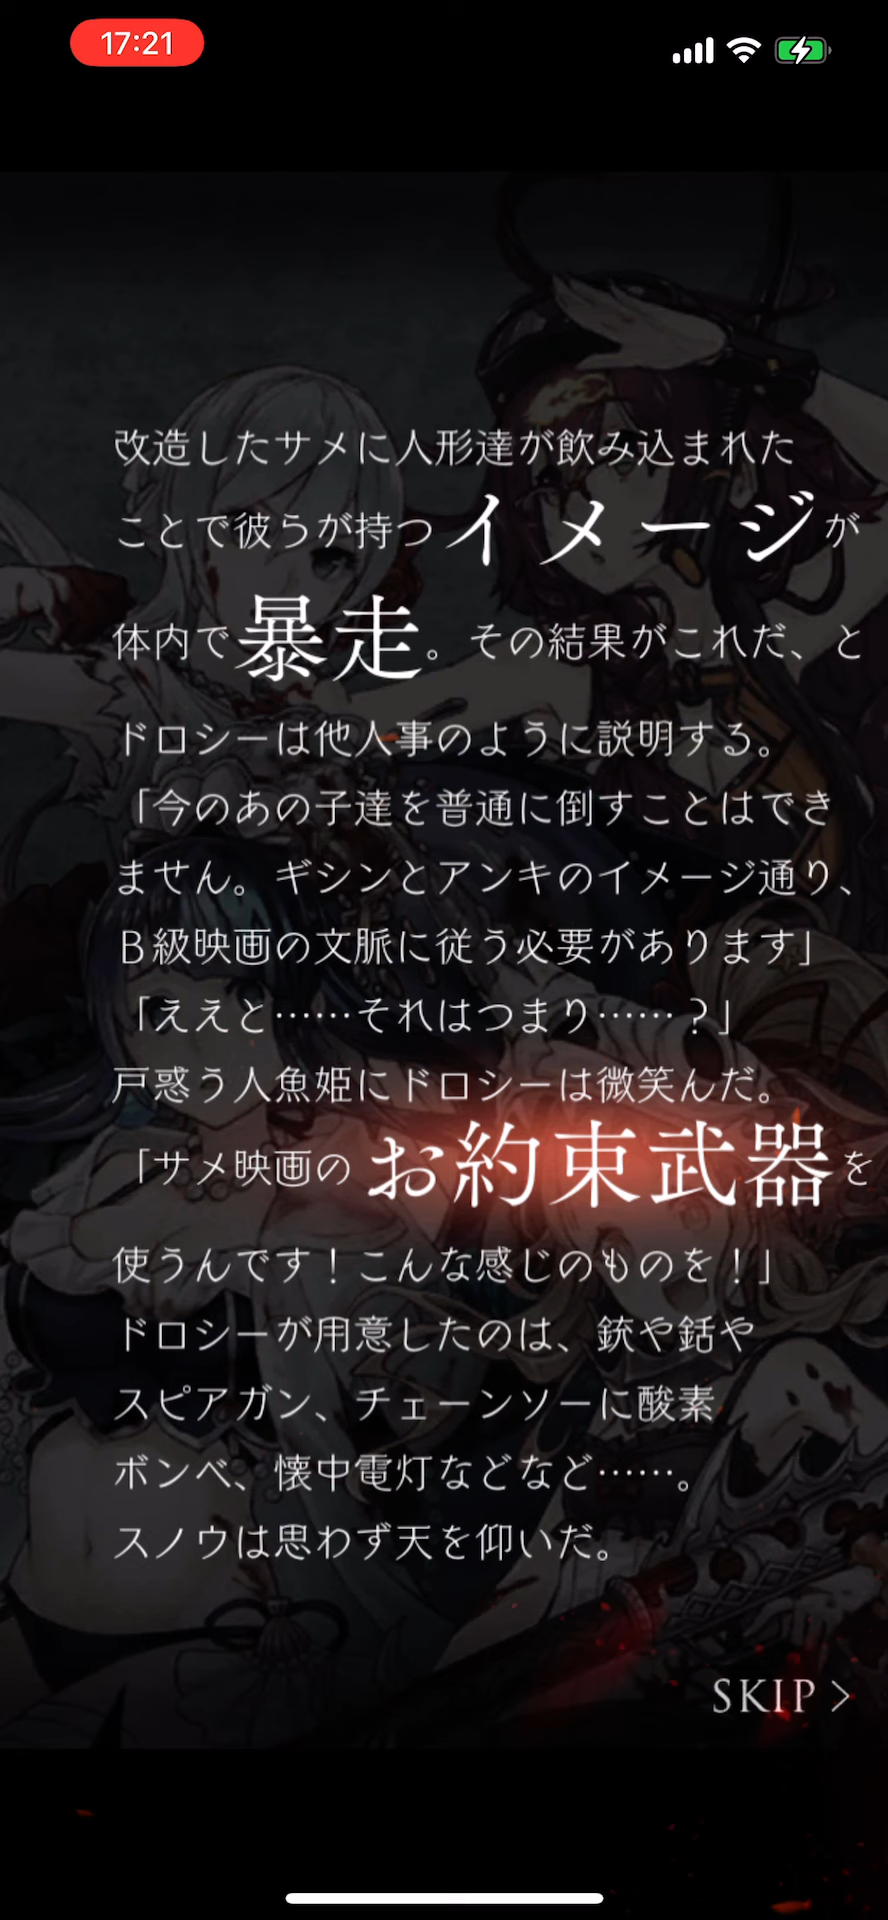 17:21
改造したサメに人形達が飲み込まれた
ことで彼らが持つイメージが
体内で暴走。その結果がこれだ、と
ドロシーは他人事のように説明する。
「今のあの子達を普通に倒すことはでき
ません。ギシンとアンキのイメージ通り、
B級映画の文脈に従う必要があります」
「ええと……それはつまり……？」
戸惑う人魚姫にドロシーは微笑んだ。
「サメ映画のお約束武器を
使うんです！こんな感じのものを！」
ドロシーが用意したのは、銃や銛や
スピアガン、チェーンソーに酸素
ボンベ、懐中電灯などなど……。
スノウは思わず天を仰いだ。
SKIP >